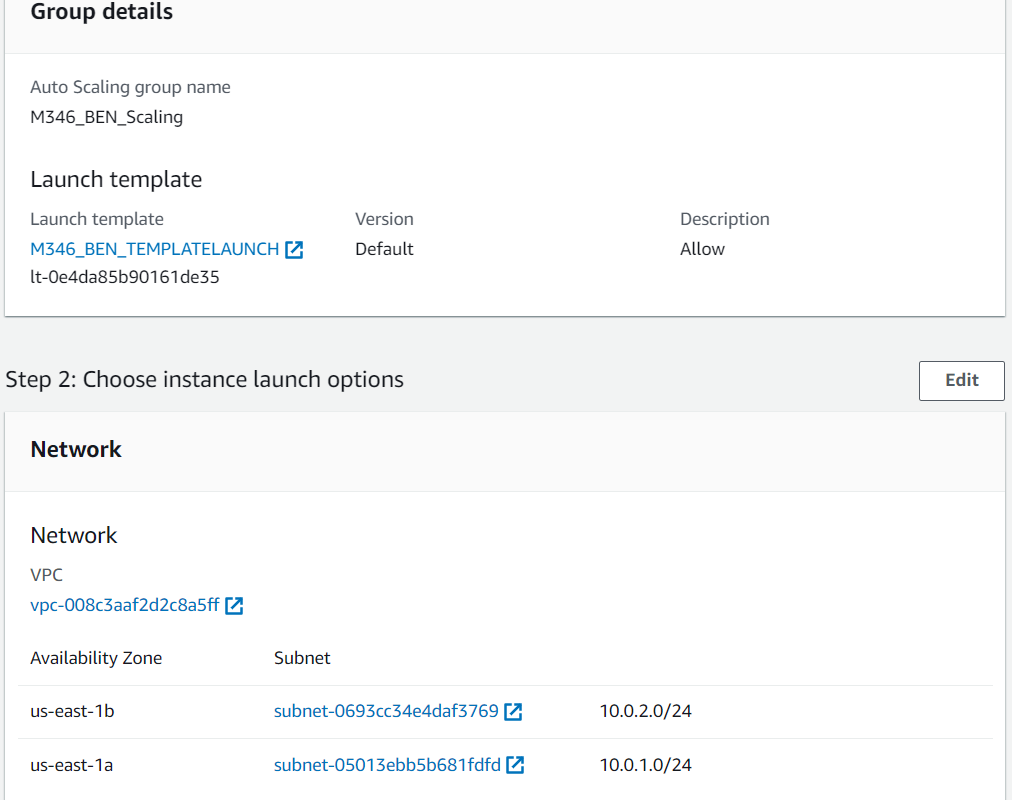 Group details
Auto Scaling group name
M346_BEN_Scaling
Launch template
Launch template Version Description
M346_BEN_TEMPLATELAUNCH Default Allow
lt-0e4da85b90161de35
Step 2: Choose instance launch options Edit
Network
Network
VPC
vpc-008c3aaf2d2c8a5ff
Availability Zone Subnet
us-east-1b subnet-0693cc34e4daf3769 10.0.2.0/24
us-east-1a subnet-05013ebb5b681fdfd 10.0.1.0/24